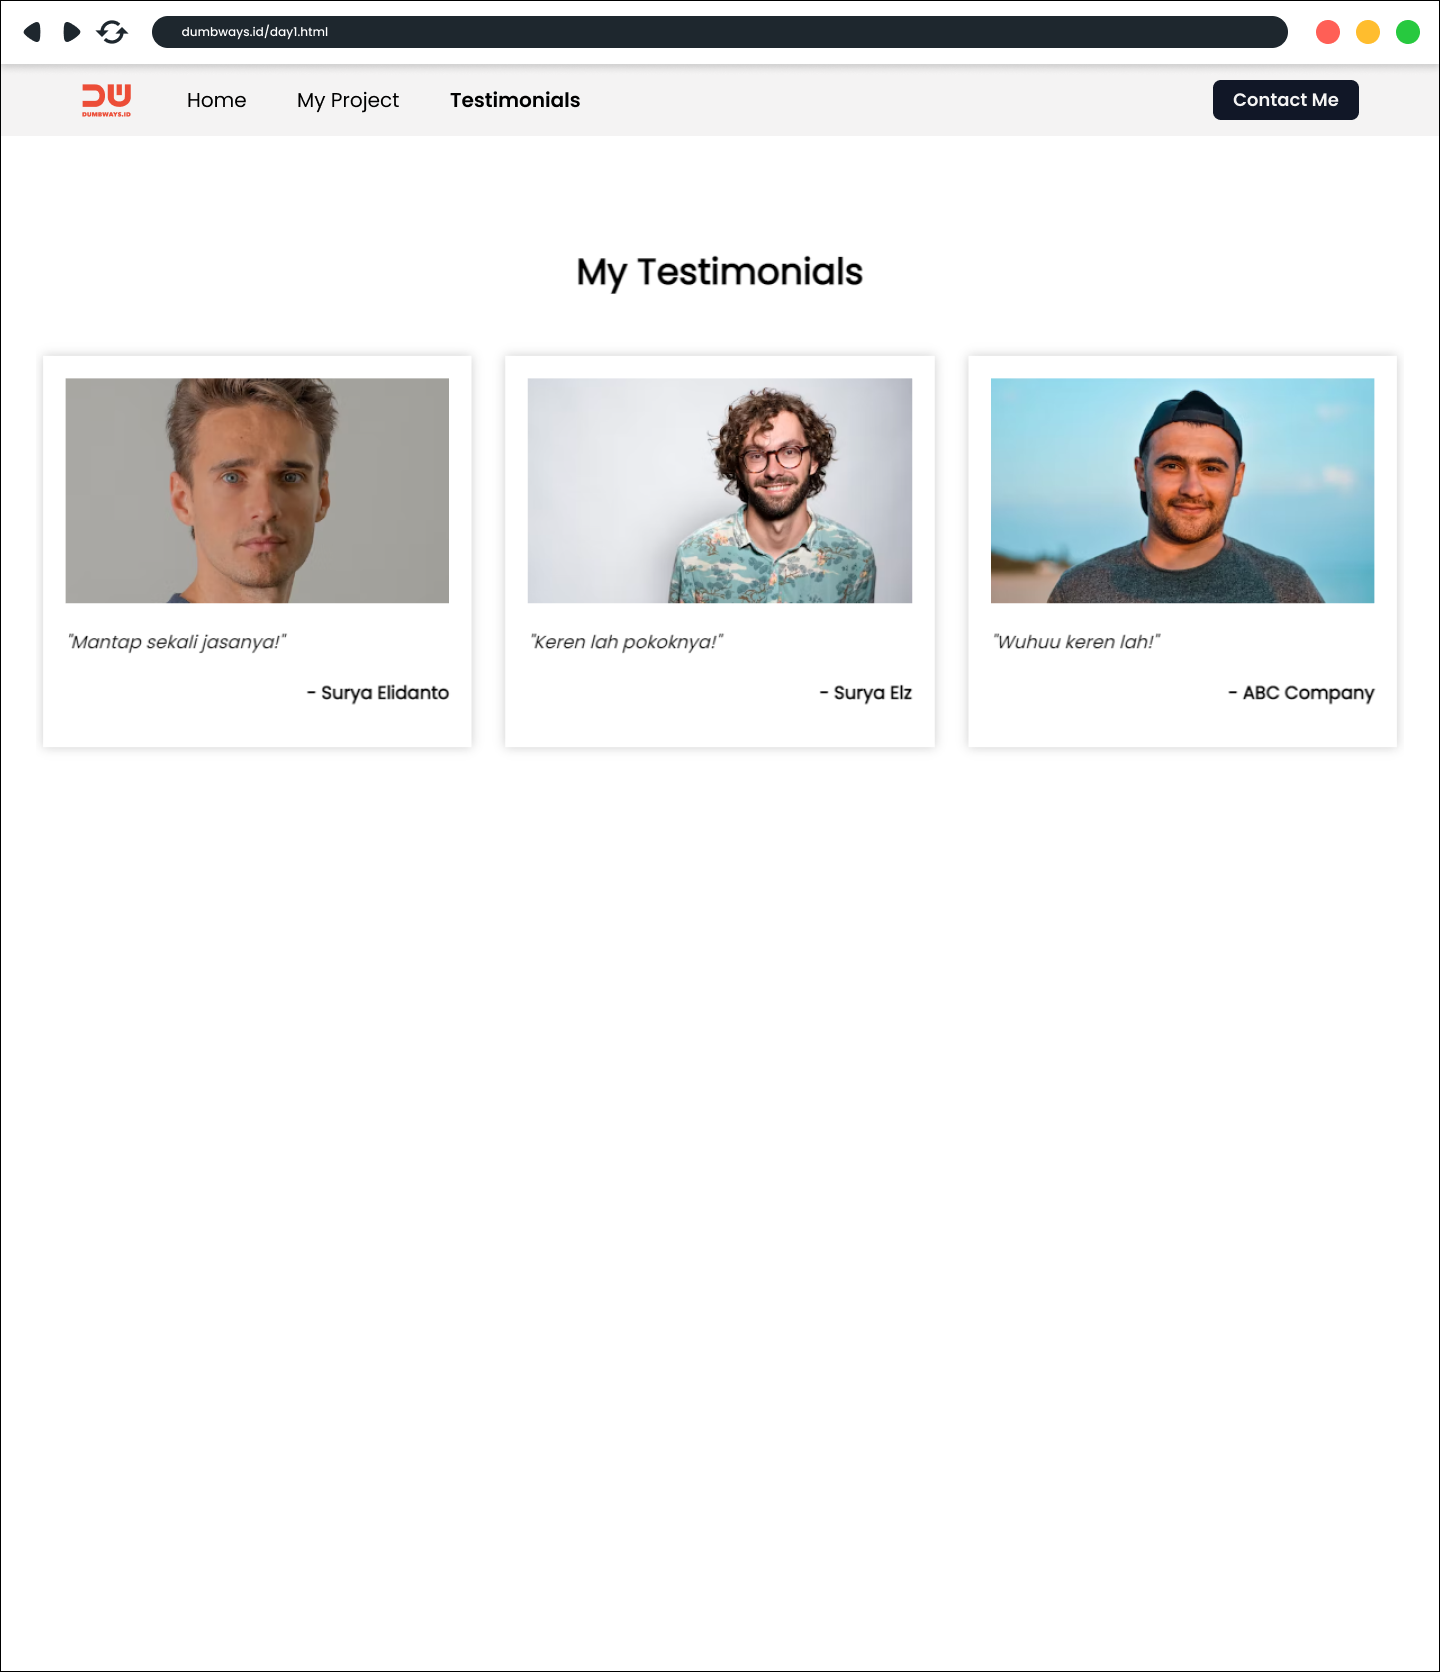 dumbways.id/day1.html
DW
DUMBWAYS.ID
Home My Project Testimonials Contact Me
My Testimonials
"Mantap sekali jasanya!"
- Surya Elidanto
"Keren lah pokoknya!"
- Surya Elz
"Wuhuu keren lah!"
- ABC Company